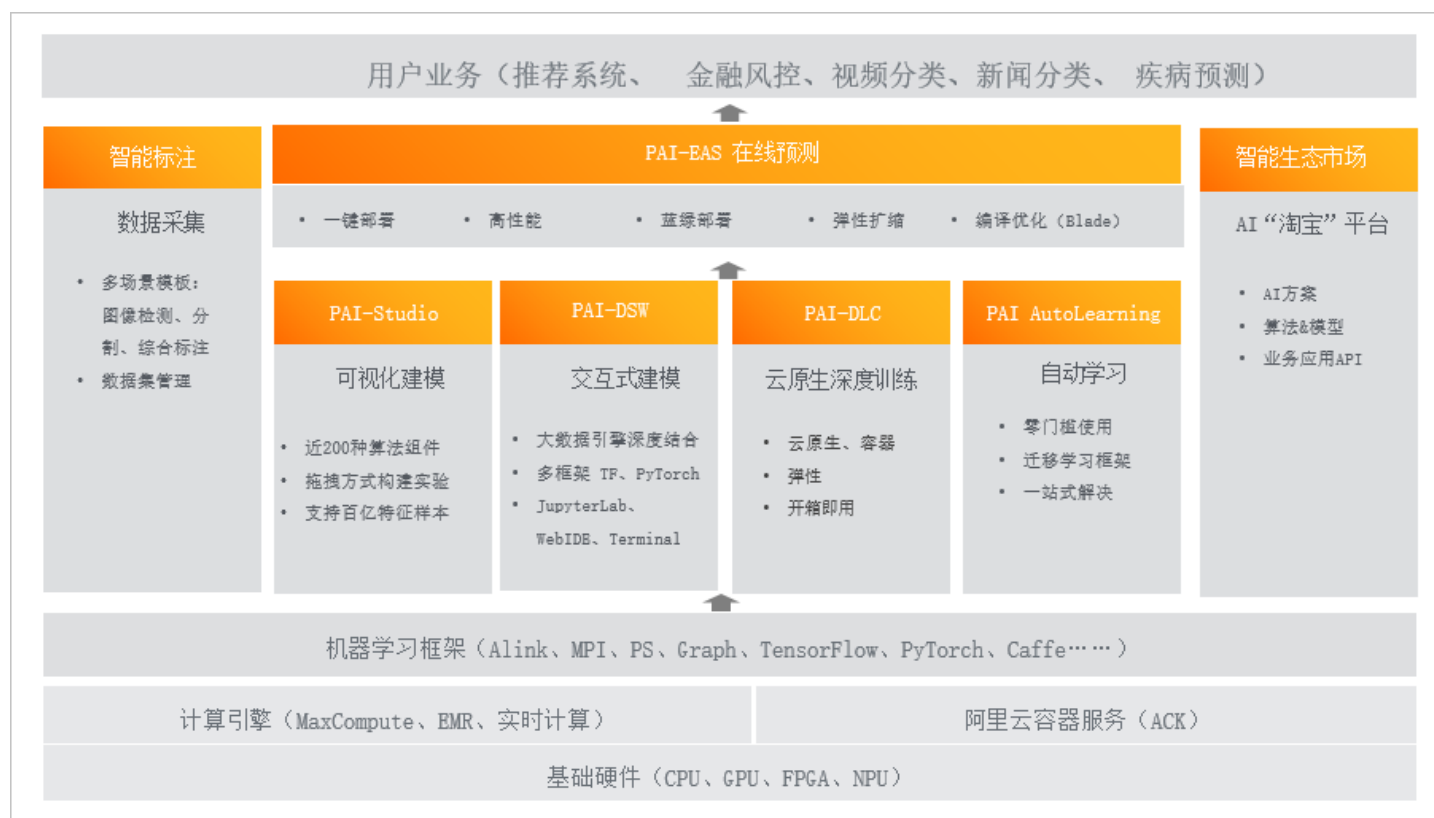 用户业务（推荐系统、 金融风控、视频分类、新闻分类、 疾病预测）
智能标注
数据采集
• 多场景模板：
图像检测、分
割、综合标注
• 数据集管理
PAI-EAS 在线预测
• 一键部署
• 高性能
• 蓝绿部署
• 弹性扩缩
• 编译优化（Blade）
PAI-Studio
可视化建模
• 近200种算法组件
• 拖拽方式构建实验
• 支持百亿特征样本
PAI-DSW
交互式建模
• 大数据引擎深度结合
• 多框架 TF、PyTorch
• JupyterLab、
WebIDE、Terminal
PAI-DLC
云原生深度训练
• 云原生、容器
• 弹性
• 开箱即用
PAI AutoLearning
自动学习
• 零门槛使用
• 迁移学习框架
• 一站式解决
智能生态市场
AI“淘宝”平台
• AI方案
• 算法&模型
• 业务应用API
机器学习框架（Alink、MPI、PS、Graph、TensorFlow、PyTorch、Caffe……）
计算引擎（MaxCompute、EMR、实时计算）
阿里云容器服务（ACK）
基础硬件（CPU、GPU、FPGA、NPU）